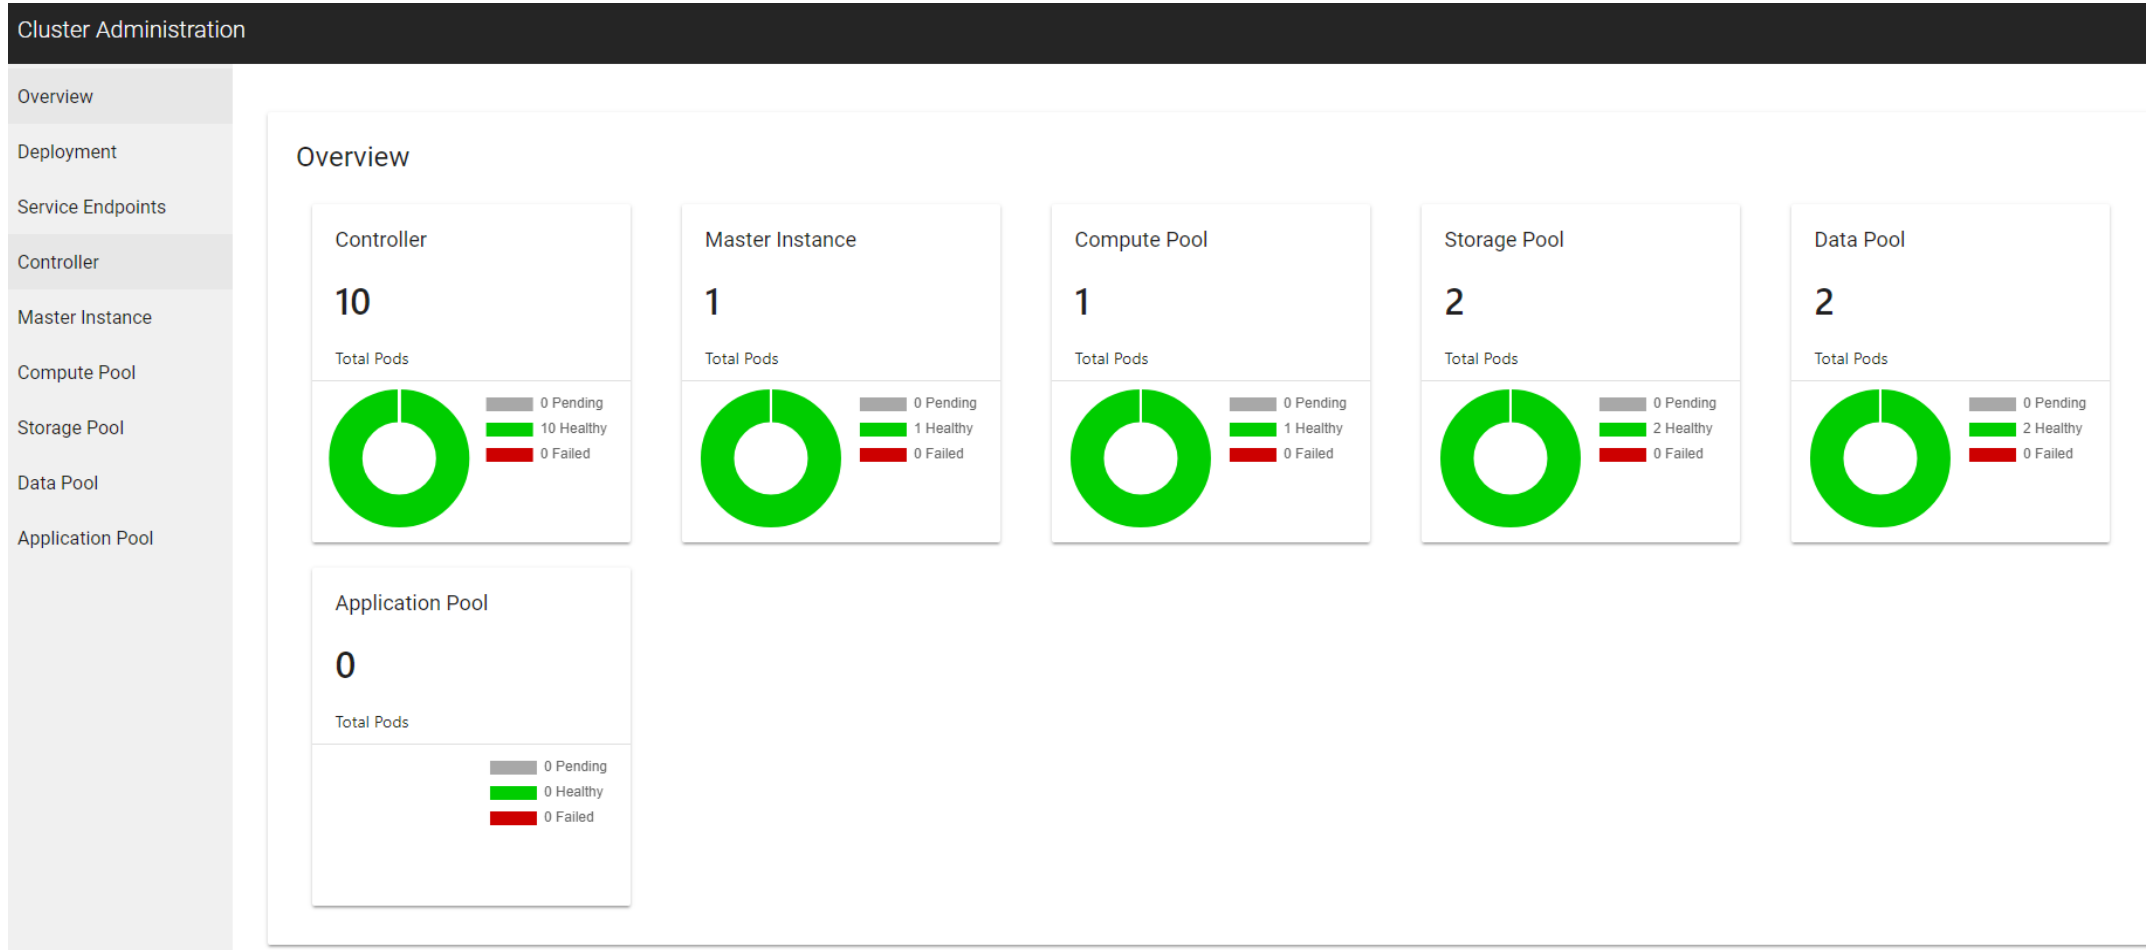 Cluster Administration
Overview
Deployment
Service Endpoints
Controller
Master Instance
Compute Pool
Storage Pool
Data Pool
Application Pool
Overview
Controller
10
Total Pods
0 Pending
10 Healthy
0 Failed
Master Instance
1
Total Pods
0 Pending
1 Healthy
0 Failed
Compute Pool
1
Total Pods
0 Pending
1 Healthy
0 Failed
Storage Pool
2
Total Pods
0 Pending
2 Healthy
0 Failed
Data Pool
2
Total Pods
0 Pending
2 Healthy
0 Failed
Application Pool
0
Total Pods
0 Pending
0 Healthy
0 Failed